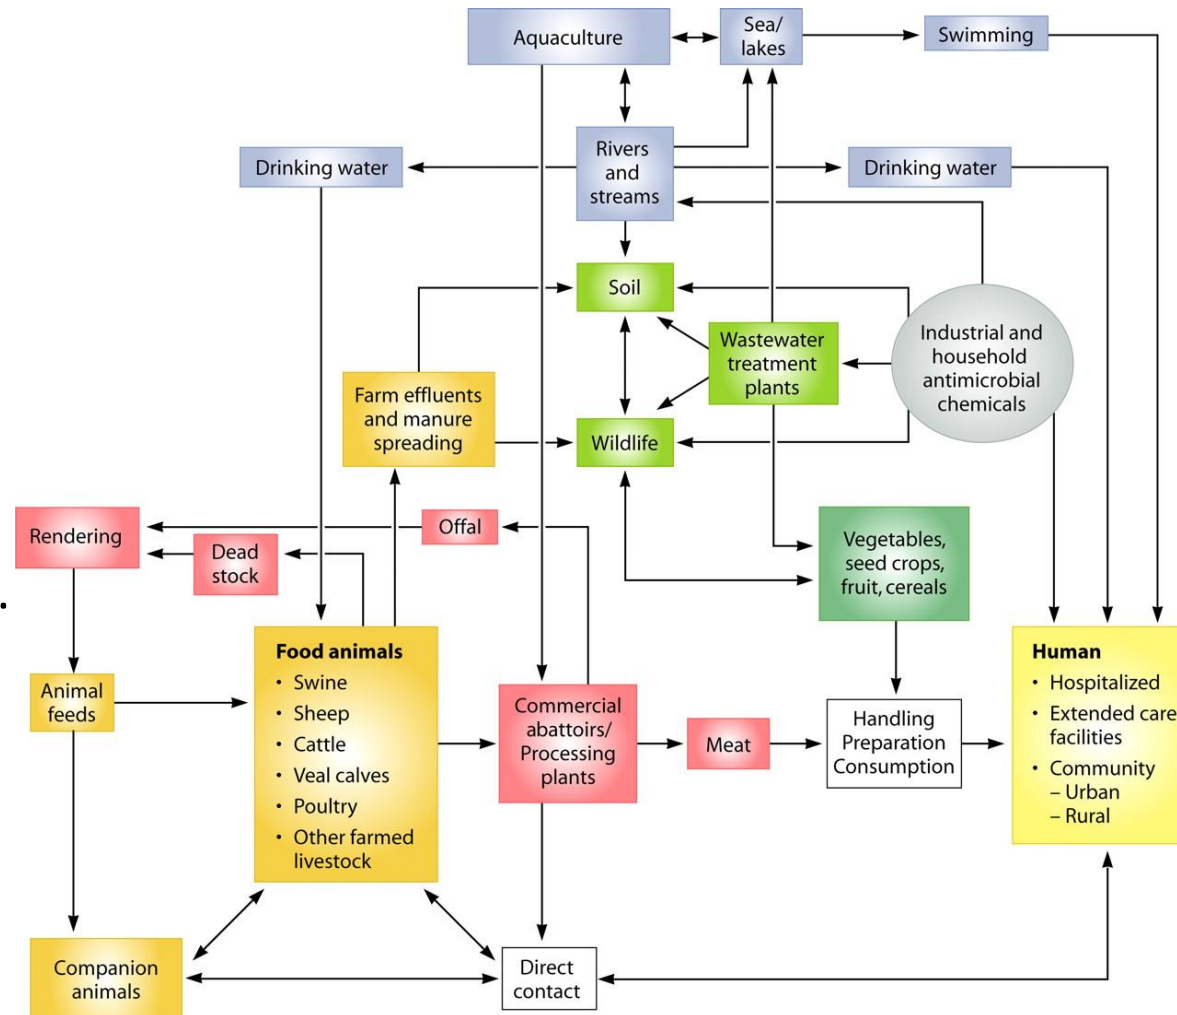 Aquaculture
Sea/
lakes
Swimming
Drinking water
Rivers
and
streams
Drinking water
Soil
Wastewater
treatment
plants
Industrial and
household
antimicrobial
chemicals
Farm effluents
and manure
spreading
Wildlife
Rendering
Dead
stock
Offal
Vegetables,
seed crops,
fruit, cereals
Animal
feeds
Food animals
• Swine
• Sheep
• Cattle
• Veal calves
• Poultry
• Other farmed
livestock
Commercial
abattoirs/
Processing
plants
Meat
Handling
Preparation
Consumption
Human
• Hospitalized
• Extended care
facilities
• Community
– Urban
– Rural
Companion
animals
Direct
contact